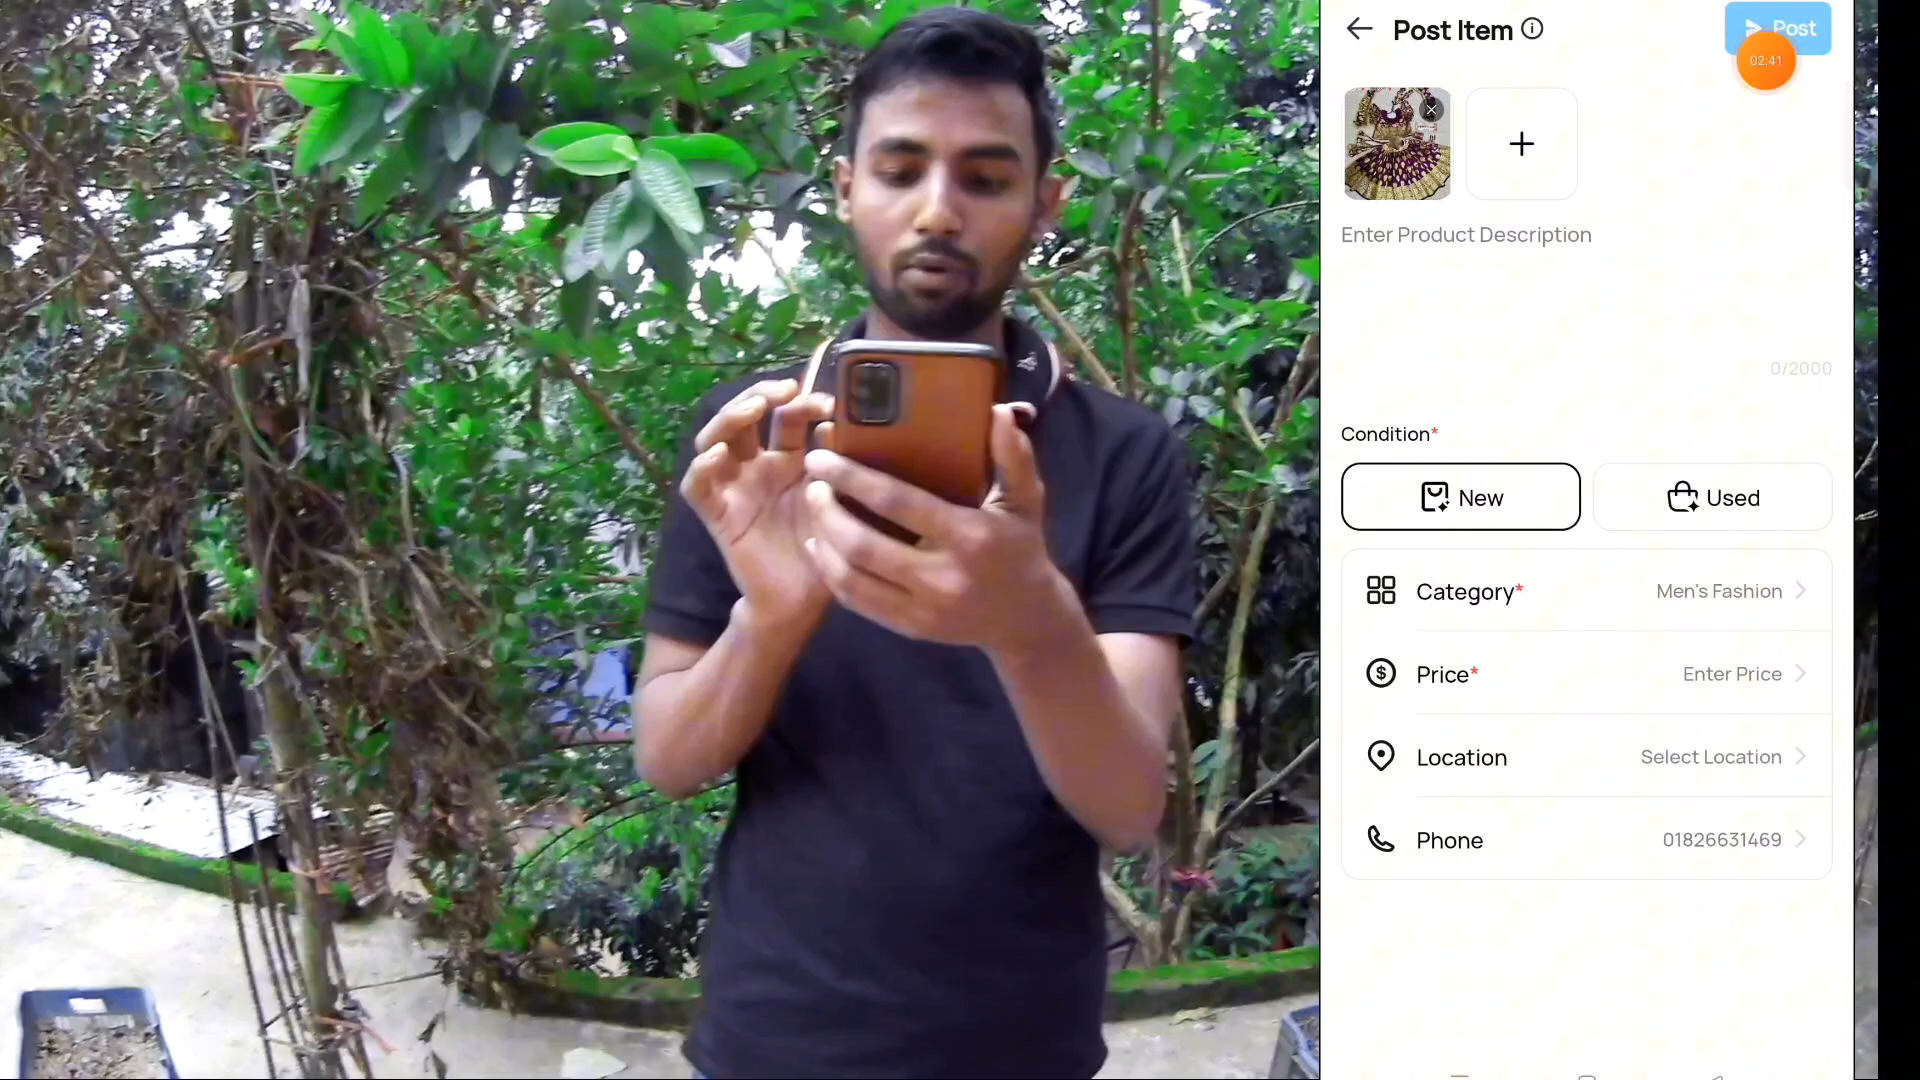 Post Item
Post
02:41
Enter Product Description
0/2000
Condition*
New
Used
Category*
Men's Fashion
Price*
Enter Price
Location
Select Location
Phone
01826631469